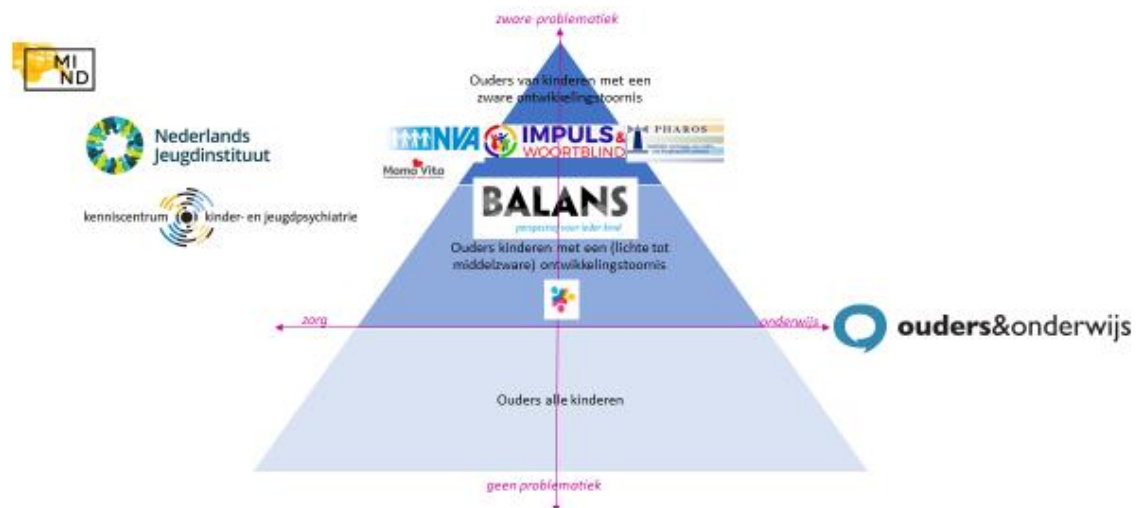 zware problematiek
MI
ND
Ouders van kinderen met een
zware ontwikkelingstoornis
Nederlands
Jeugdinstituut
NVA
IMPULS &
WOORTBLIND
PHAROS
Mama Vita
BALANS
perspectief voor ieder kind
kenniscentrum kinder- en jeugdpsychiatrie
Ouders kinderen met een (lichte tot
middelzware) ontwikkelingstoornis
zorg
onderwijs
ouders&onderwijs
Ouders alle kinderen
geen problematiek